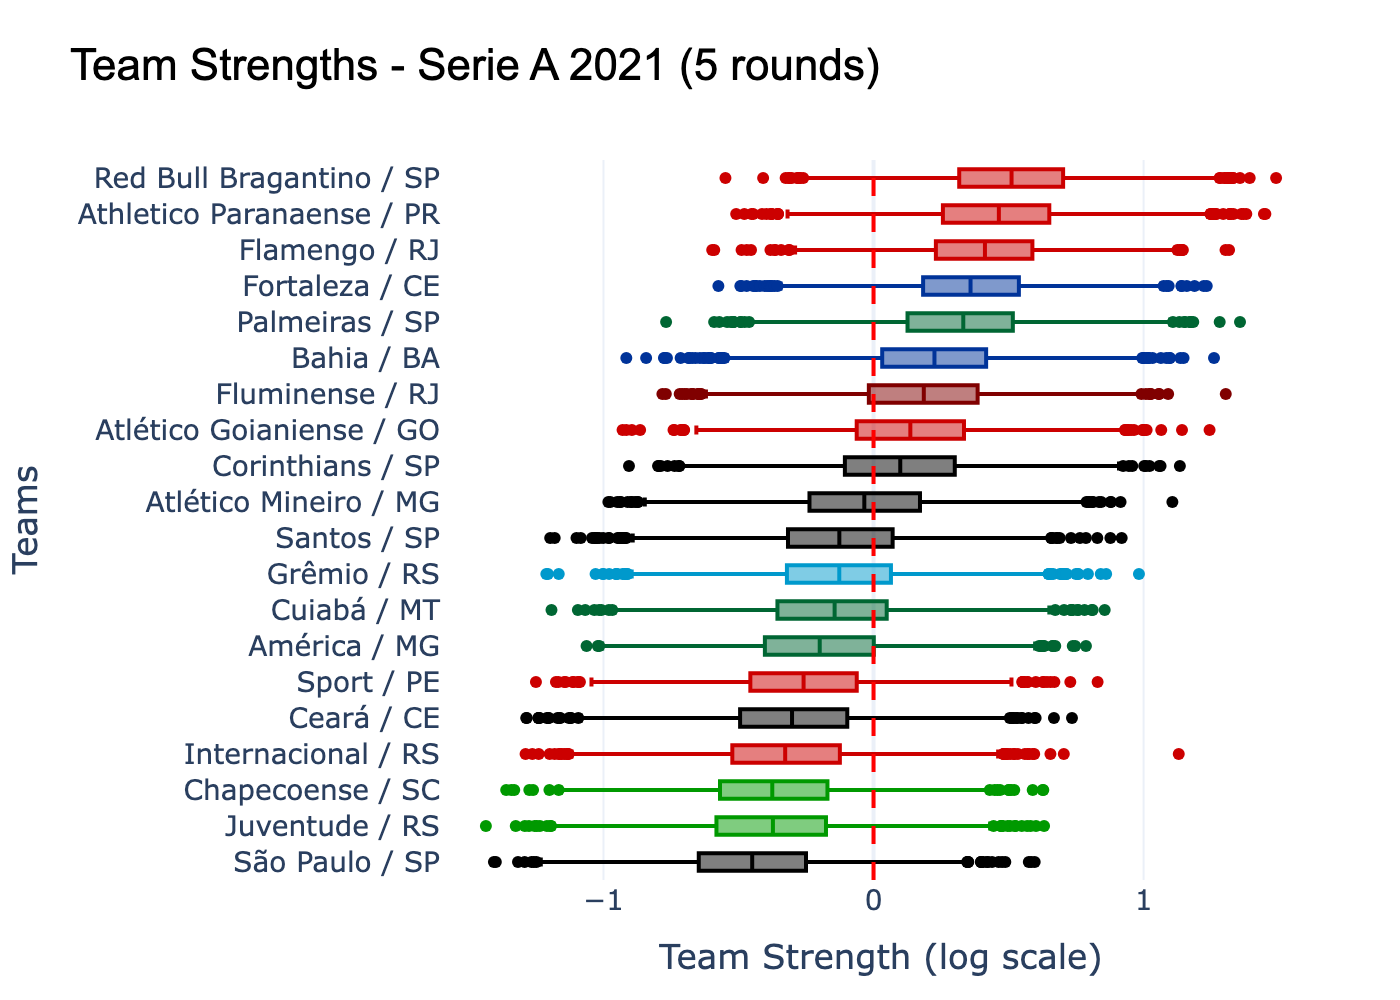 Team Strengths - Serie A 2021 (5 rounds)
Red Bull Bragantino / SP
Athletico Paranaense / PR
Flamengo / RJ
Fortaleza / CE
Palmeiras / SP
Bahia / BA
Fluminense / RJ
Atlético Goianiense / GO
Corinthians / SP
Atlético Mineiro / MG
Santos / SP
Grêmio / RS
Cuiabá / MT
América / MG
Sport / PE
Ceará / CE
Internacional / RS
Chapecoense / SC
Juventude / RS
São Paulo / SP
Teams
−1 0 1
Team Strength (log scale)